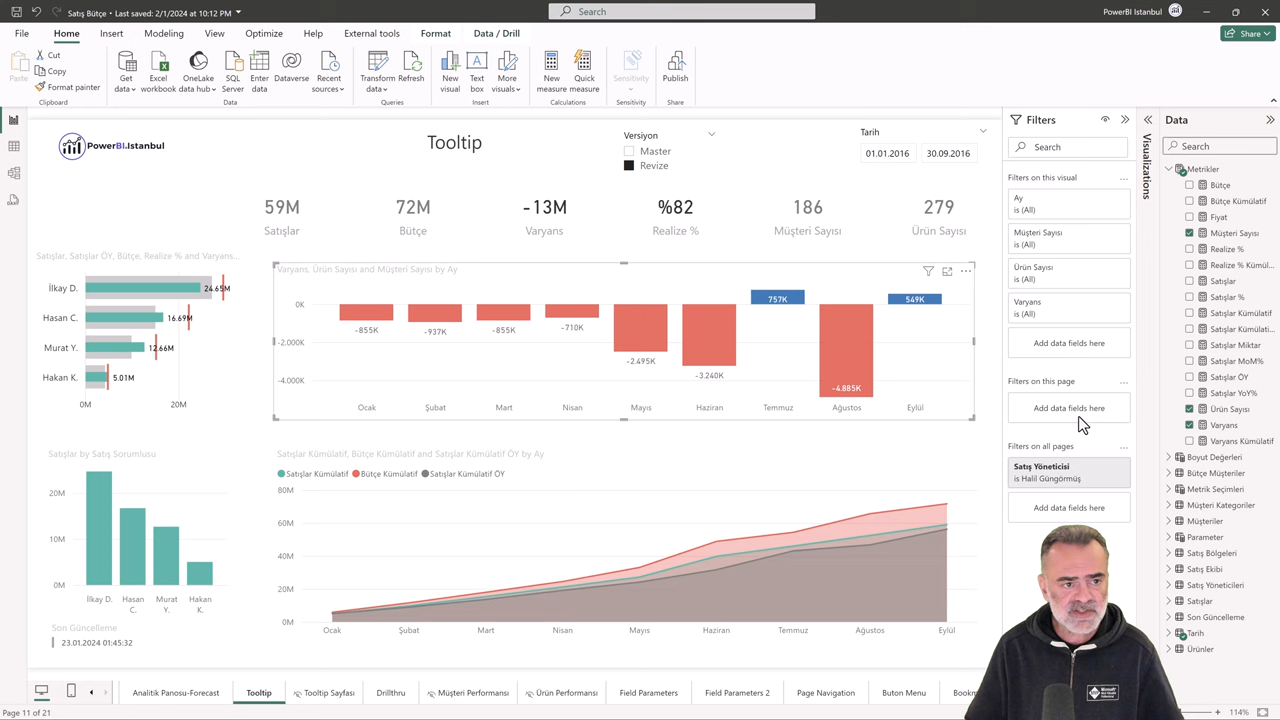 Satış Bütçe • Last saved: 2/1/2024 at 10:12 PM
Search
PowerBI Istanbul
File Home Insert Modeling View Optimize Help External tools Format Data / Drill
Share
Paste
Cut
Copy
Format painter
Clipboard
Get data
Excel workbook
OneLake data hub
SQL Server
Enter data
Dataverse
Recent sources
Data
Transform data
Refresh
Queries
New visual
Text box
More visuals
Insert
New measure
Quick measure
Calculations
Sensitivity
Sensitivity
Publish
Share
PowerBI.Istanbul
Tooltip
Versiyon
Master
Revize
Tarih
01.01.2016 30.09.2016
59M 72M -13M %82 186 279
Satışlar Bütçe Varyans Realize % Müşteri Sayısı Ürün Sayısı
Satışlar, Satışlar ÖY, Bütçe, Realize % and Varyans...
İlkay D. 24.65M
Hasan C. 16.69M
Murat Y. 12.66M
Hakan K. 5.01M
0M 20M
Varyans, Ürün Sayısı and Müşteri Sayısı by Ay
0K
-2.000K
-4.000K
-855K -937K -855K -710K -2.495K -3.240K 757K -4.885K 549K
Ocak Şubat Mart Nisan Mayıs Haziran Temmuz Ağustos Eylül
Satışlar by Satış Sorumlusu
20M
10M
0M
İlkay D. Hasan C. Murat Y. Hakan K.
Son Güncelleme
23.01.2024 01:45:32
Satışlar Kümülatif, Bütçe Kümülatif and Satışlar Kümülatif ÖY by Ay
Satışlar Kümülatif Bütçe Kümülatif Satışlar Kümülatif ÖY
80M
60M
40M
20M
0M
Ocak Şubat Mart Nisan Mayıs Haziran Temmuz Ağustos Eylül
Filters
Search
Filters on this visual
Ay
is (All)
Müşteri Sayısı
is (All)
Ürün Sayısı
is (All)
Varyans
is (All)
Add data fields here
Filters on this page
Add data fields here
Filters on all pages
Satış Yöneticisi
is Halil Güngörmüş
Add data fields here
Visualizations
Data
Search
Metrikler
Bütçe
Bütçe Kümülatif
Fiyat
Müşteri Sayısı
Realize %
Realize % Kümül...
Satışlar
Satışlar %
Satışlar Kümülatif
Satışlar Kümülati...
Satışlar Miktar
Satışlar MoM%
Satışlar ÖY
Satışlar YoY%
Ürün Sayısı
Varyans
Varyans Kümülatif
Boyut Değerleri
Bütçe Müşteriler
Metrik Seçimleri
Müşteri Kategoriler
Müşteriler
Parameter
Satış Bölgeleri
Satış Ekibi
Satış Yöneticileri
Satışlar
Son Güncelleme
Tarih
Ürünler
Analitik Panosu-Forecast Tooltip Tooltip Sayfası Drillthru Müşteri Performansı Ürün Performansı Field Parameters Field Parameters 2 Page Navigation Buton Menu Bookm
Page 11 of 21
114%